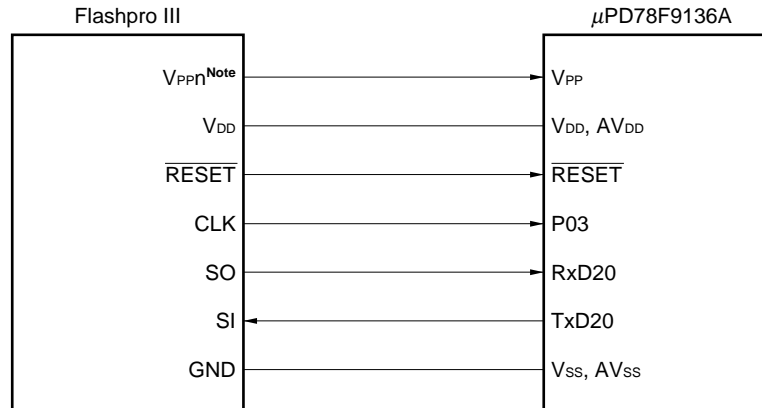 Flashpro III
μPD78F9136A
VPPnNote
VPP
VDD
VDD, AVDD
RESET
RESET
CLK
P03
SO
RxD20
SI
TxD20
GND
VSS, AVSS